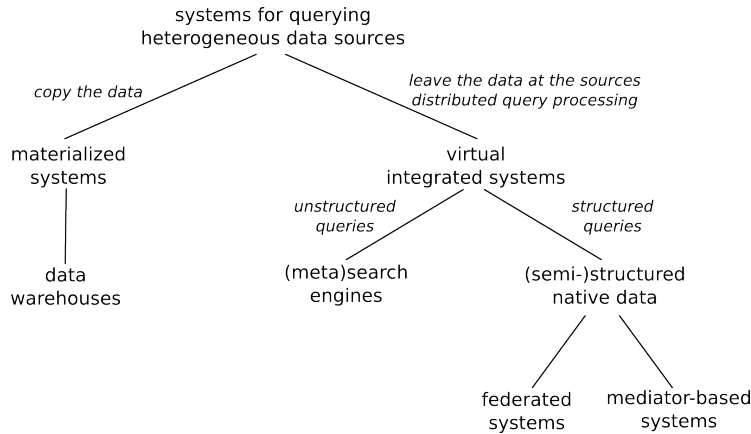 systems for querying
heterogeneous data sources
copy the data
leave the data at the sources
distributed query processing
materialized
systems
virtual
integrated systems
unstructured
queries
structured
queries
data
warehouses
(meta)search
engines
(semi-)structured
native data
federated
systems
mediator-based
systems